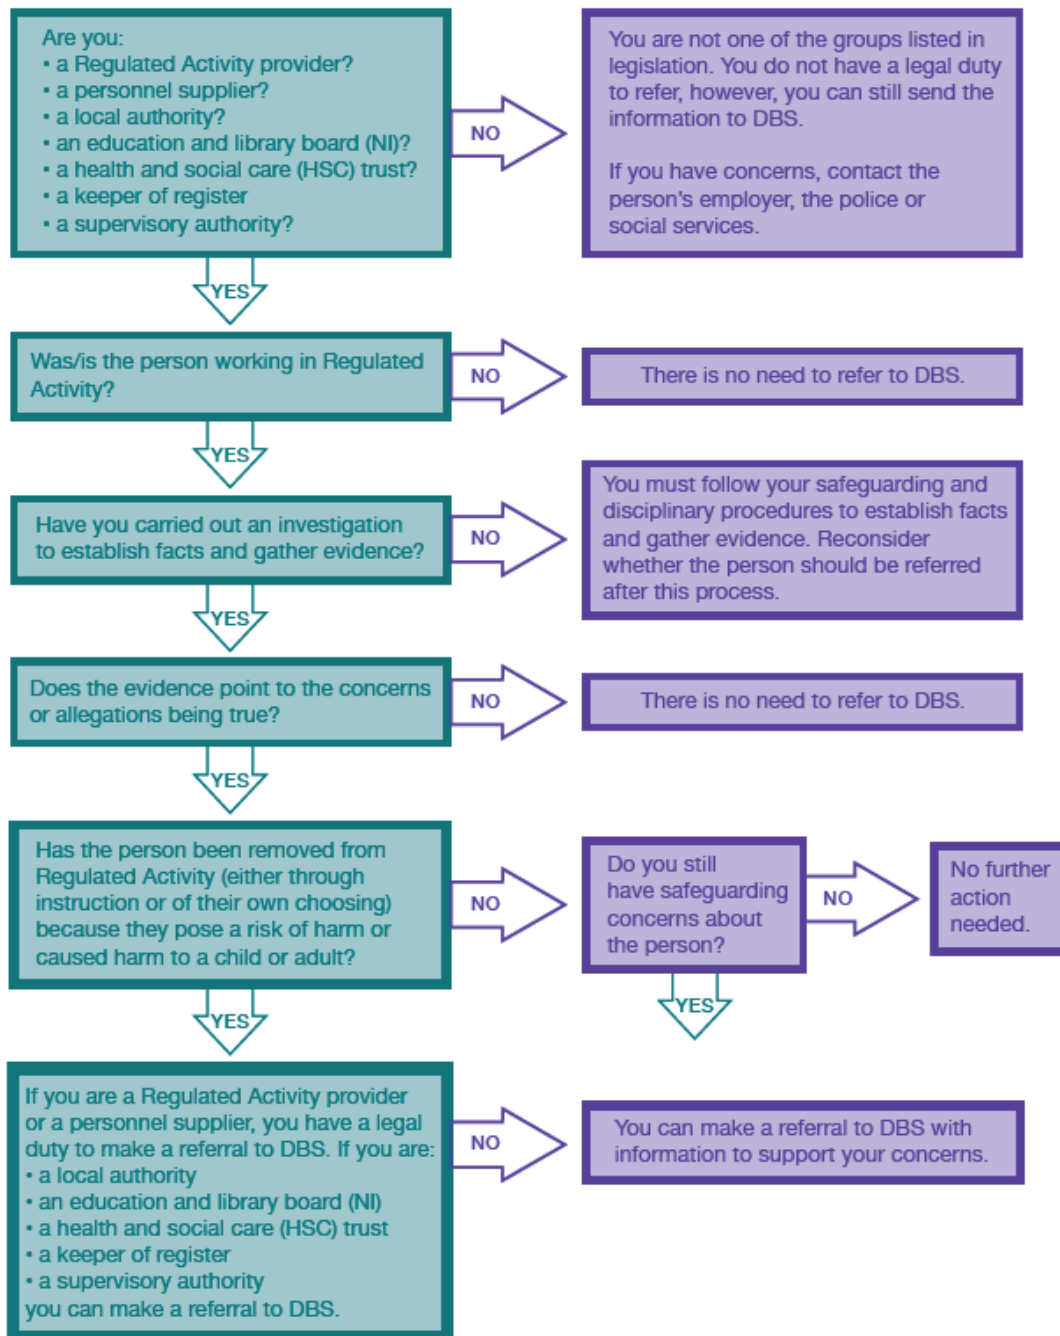 Are you:
• a Regulated Activity provider?
• a personnel supplier?
• a local authority?
• an education and library board (NI)?
• a health and social care (HSC) trust?
• a keeper of register
• a supervisory authority?
NO
You are not one of the groups listed in
legislation. You do not have a legal duty
to refer, however, you can still send the
information to DBS.
If you have concerns, contact the
person's employer, the police or
social services.
YES
Was/is the person working in Regulated
Activity?
NO
There is no need to refer to DBS.
YES
Have you carried out an investigation
to establish facts and gather evidence?
NO
You must follow your safeguarding and
disciplinary procedures to establish facts
and gather evidence. Reconsider
whether the person should be referred
after this process.
YES
Does the evidence point to the concerns
or allegations being true?
NO
There is no need to refer to DBS.
YES
Has the person been removed from
Regulated Activity (either through
instruction or of their own choosing)
because they pose a risk of harm or
caused harm to a child or adult?
NO
Do you still
have safeguarding
concerns about
the person?
NO
No further
action
needed.
YES
YES
If you are a Regulated Activity provider
or a personnel supplier, you have a legal
duty to make a referral to DBS. If you are:
• a local authority
• an education and library board (NI)
• a health and social care (HSC) trust
• a keeper of register
• a supervisory authority
you can make a referral to DBS.
NO
You can make a referral to DBS with
information to support your concerns.